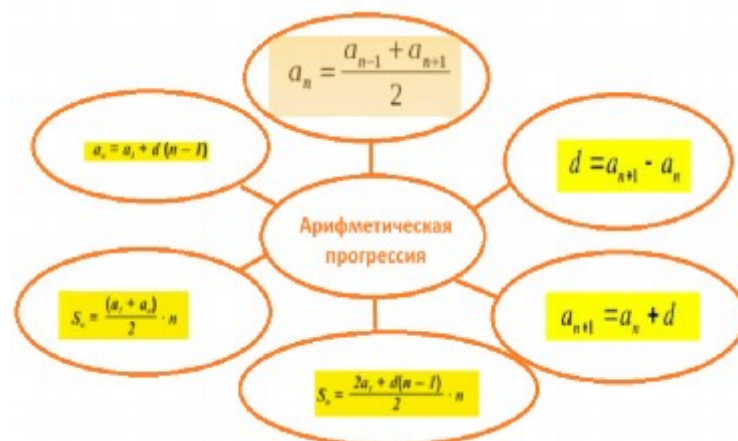 aₙ = (aₙ₋₁ + aₙ₊₁) / 2
aₙ = a₁ + d (n – 1)
d = aₙ₊₁ - aₙ
Арифметическая
прогрессия
Sₙ = (a₁ + aₙ) / 2 · n
aₙ₊₁ = aₙ + d
Sₙ = (2a₁ + d(n – 1)) / 2 · n